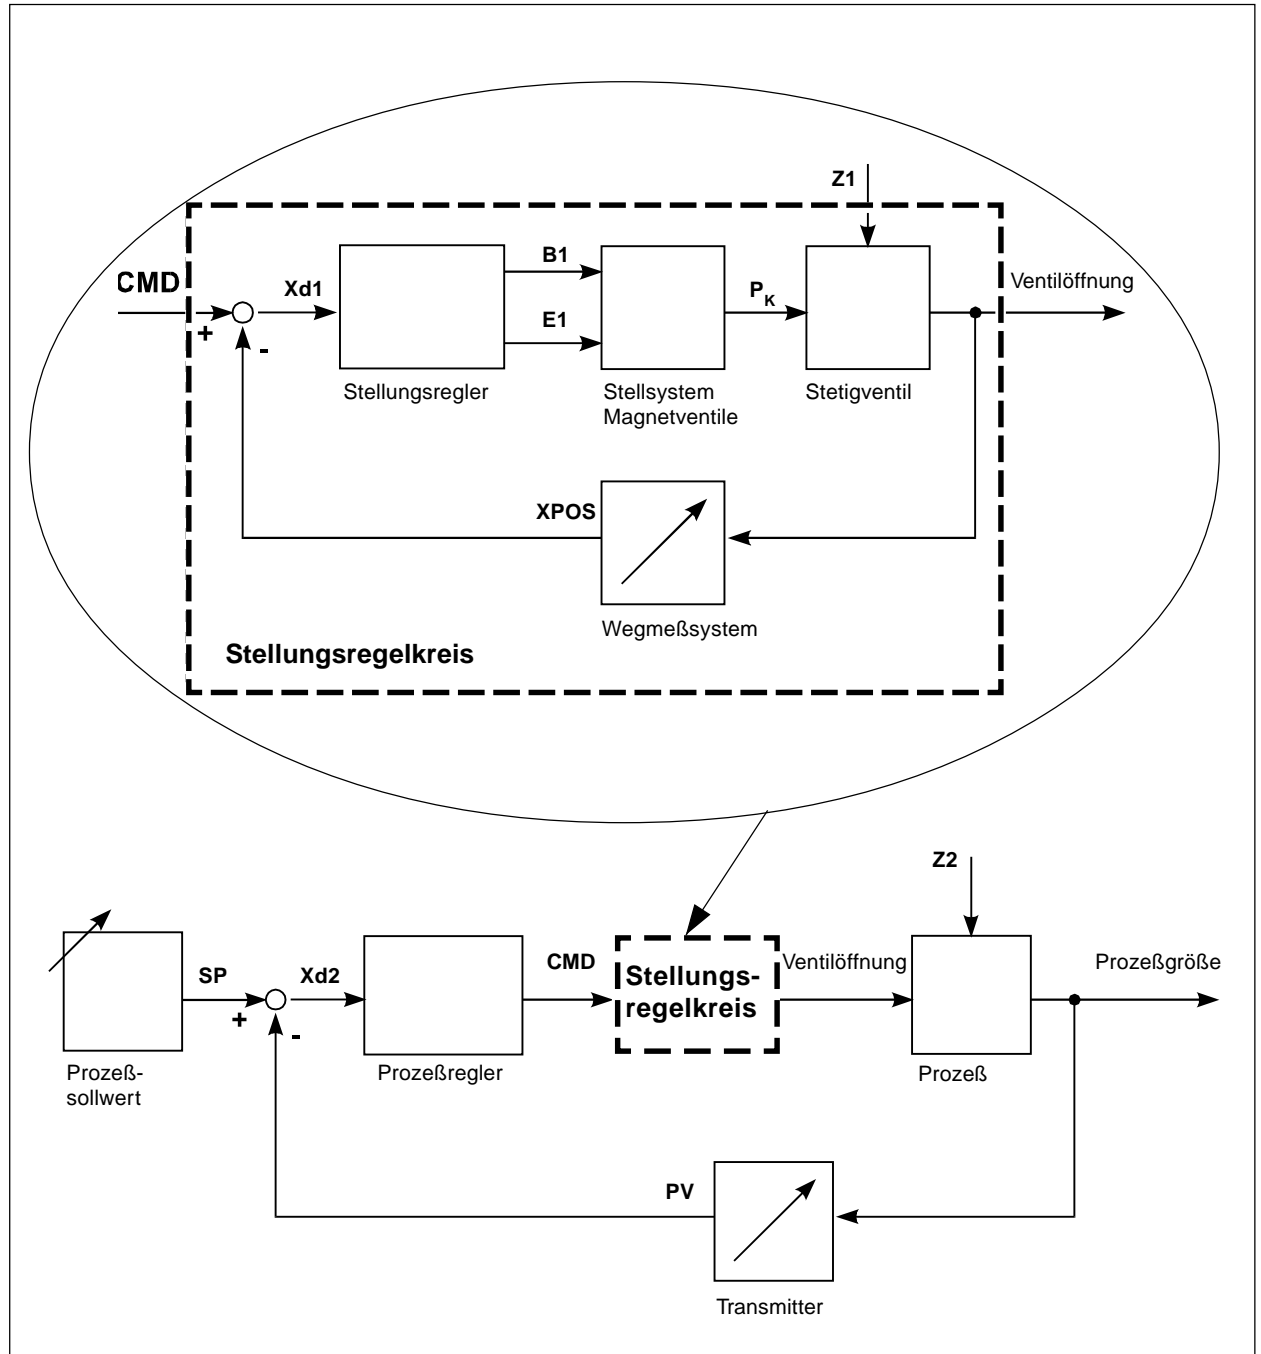 Z1
CMD
+
-
Xd1
B1
E1
P_K
Ventilöffnung
Stellungsregler
Stellsystem
Magnetventile
Stetigventil
XPOS
Wegmeßsystem
Stellungsregelkreis
Z2
SP
+
-
Xd2
CMD
Stellungs-
regelkreis
Ventilöffnung
Prozeßgröße
Prozeß-
sollwert
Prozeßregler
Prozeß
PV
Transmitter